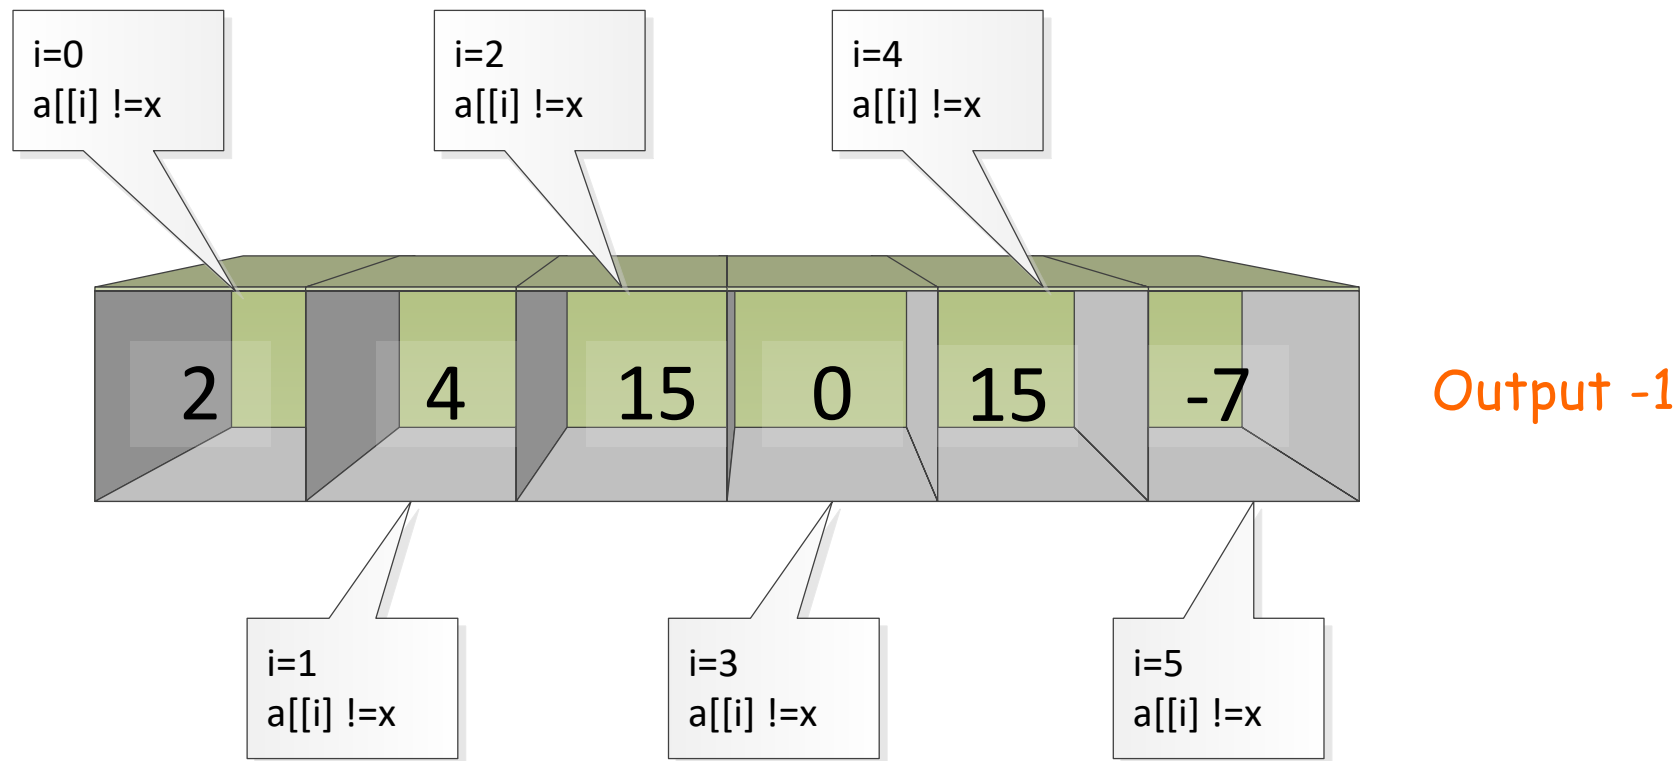 i=0
a[[i] !=x
i=2
a[[i] !=x
i=4
a[[i] !=x
2 4 15 0 15 -7
Output -1
i=1
a[[i] !=x
i=3
a[[i] !=x
i=5
a[[i] !=x